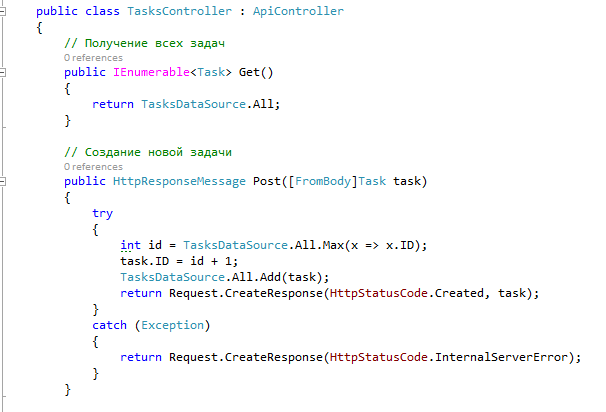 public class TasksController : ApiController
{
// Получение всех задач
0 references
public IEnumerable<Task> Get()
{
return TasksDataSource.All;
}
// Создание новой задачи
0 references
public HttpResponseMessage Post([FromBody]Task task)
{
try
{
int id = TasksDataSource.All.Max(x => x.ID);
task.ID = id + 1;
TasksDataSource.All.Add(task);
return Request.CreateResponse(HttpStatusCode.Created, task);
}
catch (Exception)
{
return Request.CreateResponse(HttpStatusCode.InternalServerError);
}
}